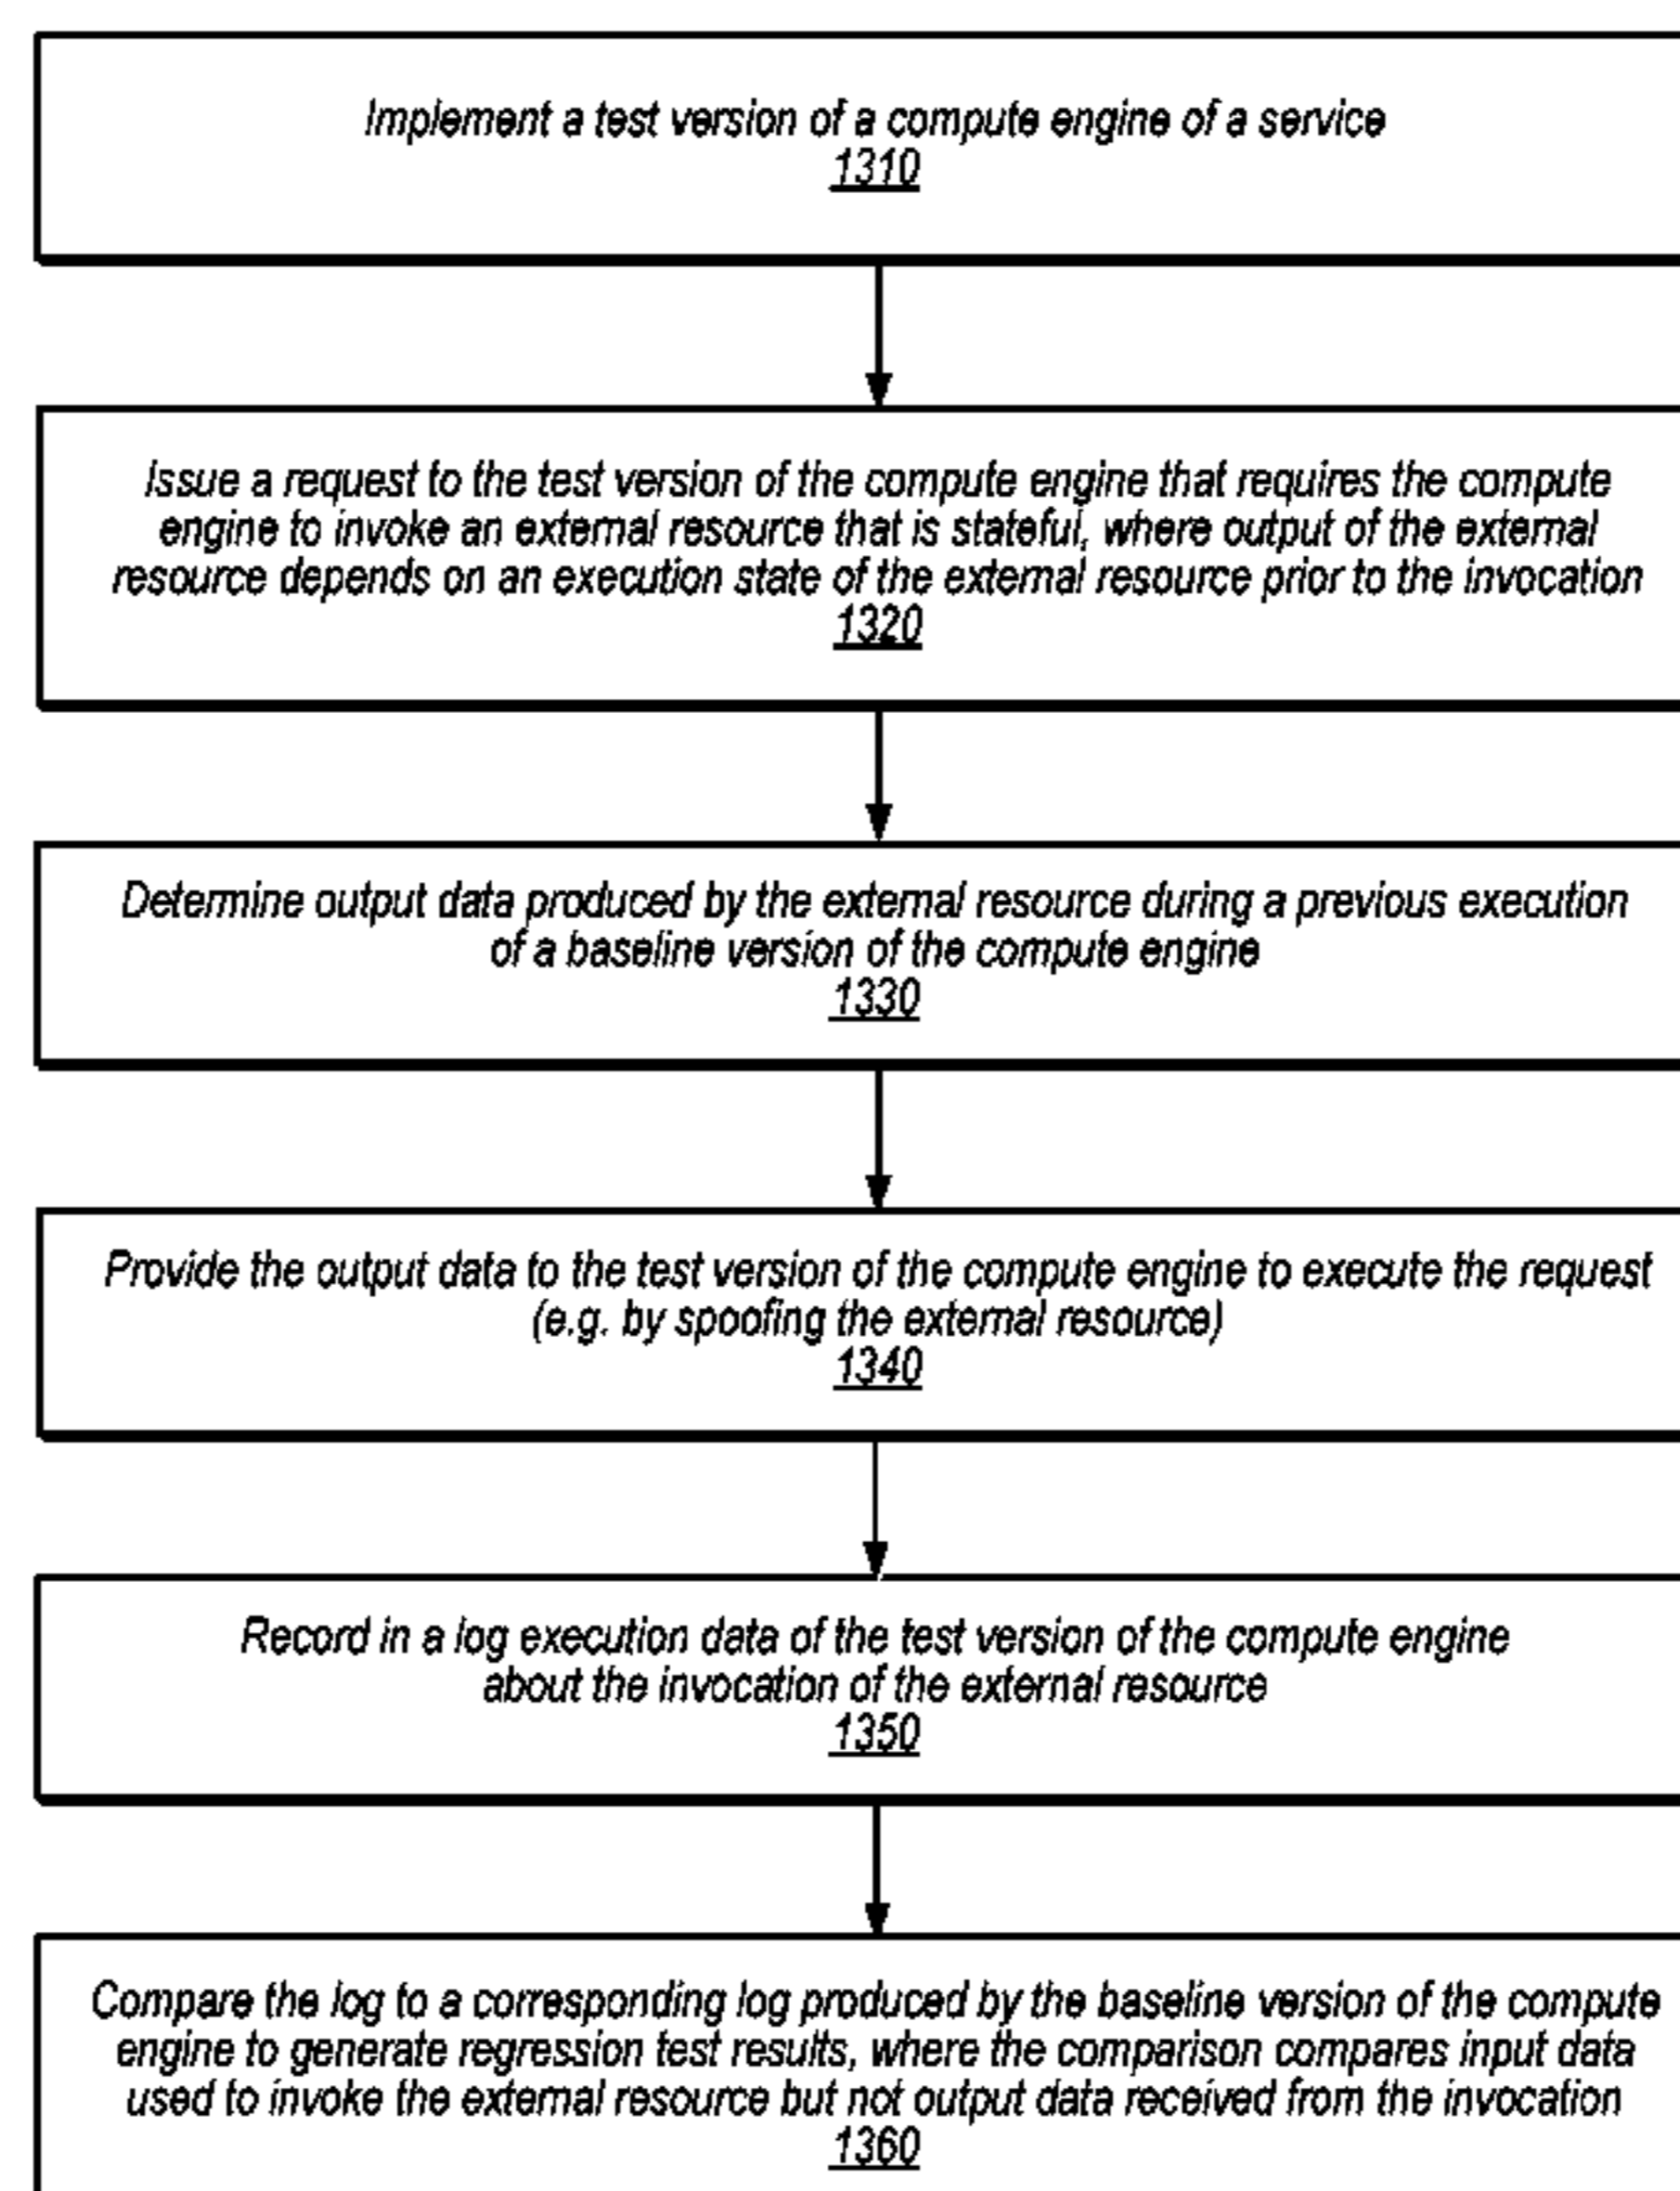 Implement a test version of a compute engine of a service
1310
Issue a request to the test version of the compute engine that requires the compute
engine to invoke an external resource that is stateful, where output of the external
resource depends on an execution state of the external resource prior to the invocation
1320
Determine output data produced by the external resource during a previous execution
of a baseline version of the compute engine
1330
Provide the output data to the test version of the compute engine to execute the request
(e.g. by spoofing the external resource)
1340
Record in a log execution data of the test version of the compute engine
about the invocation of the external resource
1350
Compare the log to a corresponding log produced by the baseline version of the compute
engine to generate regression test results, where the comparison compares input data
used to invoke the external resource but not output data received from the invocation
1360